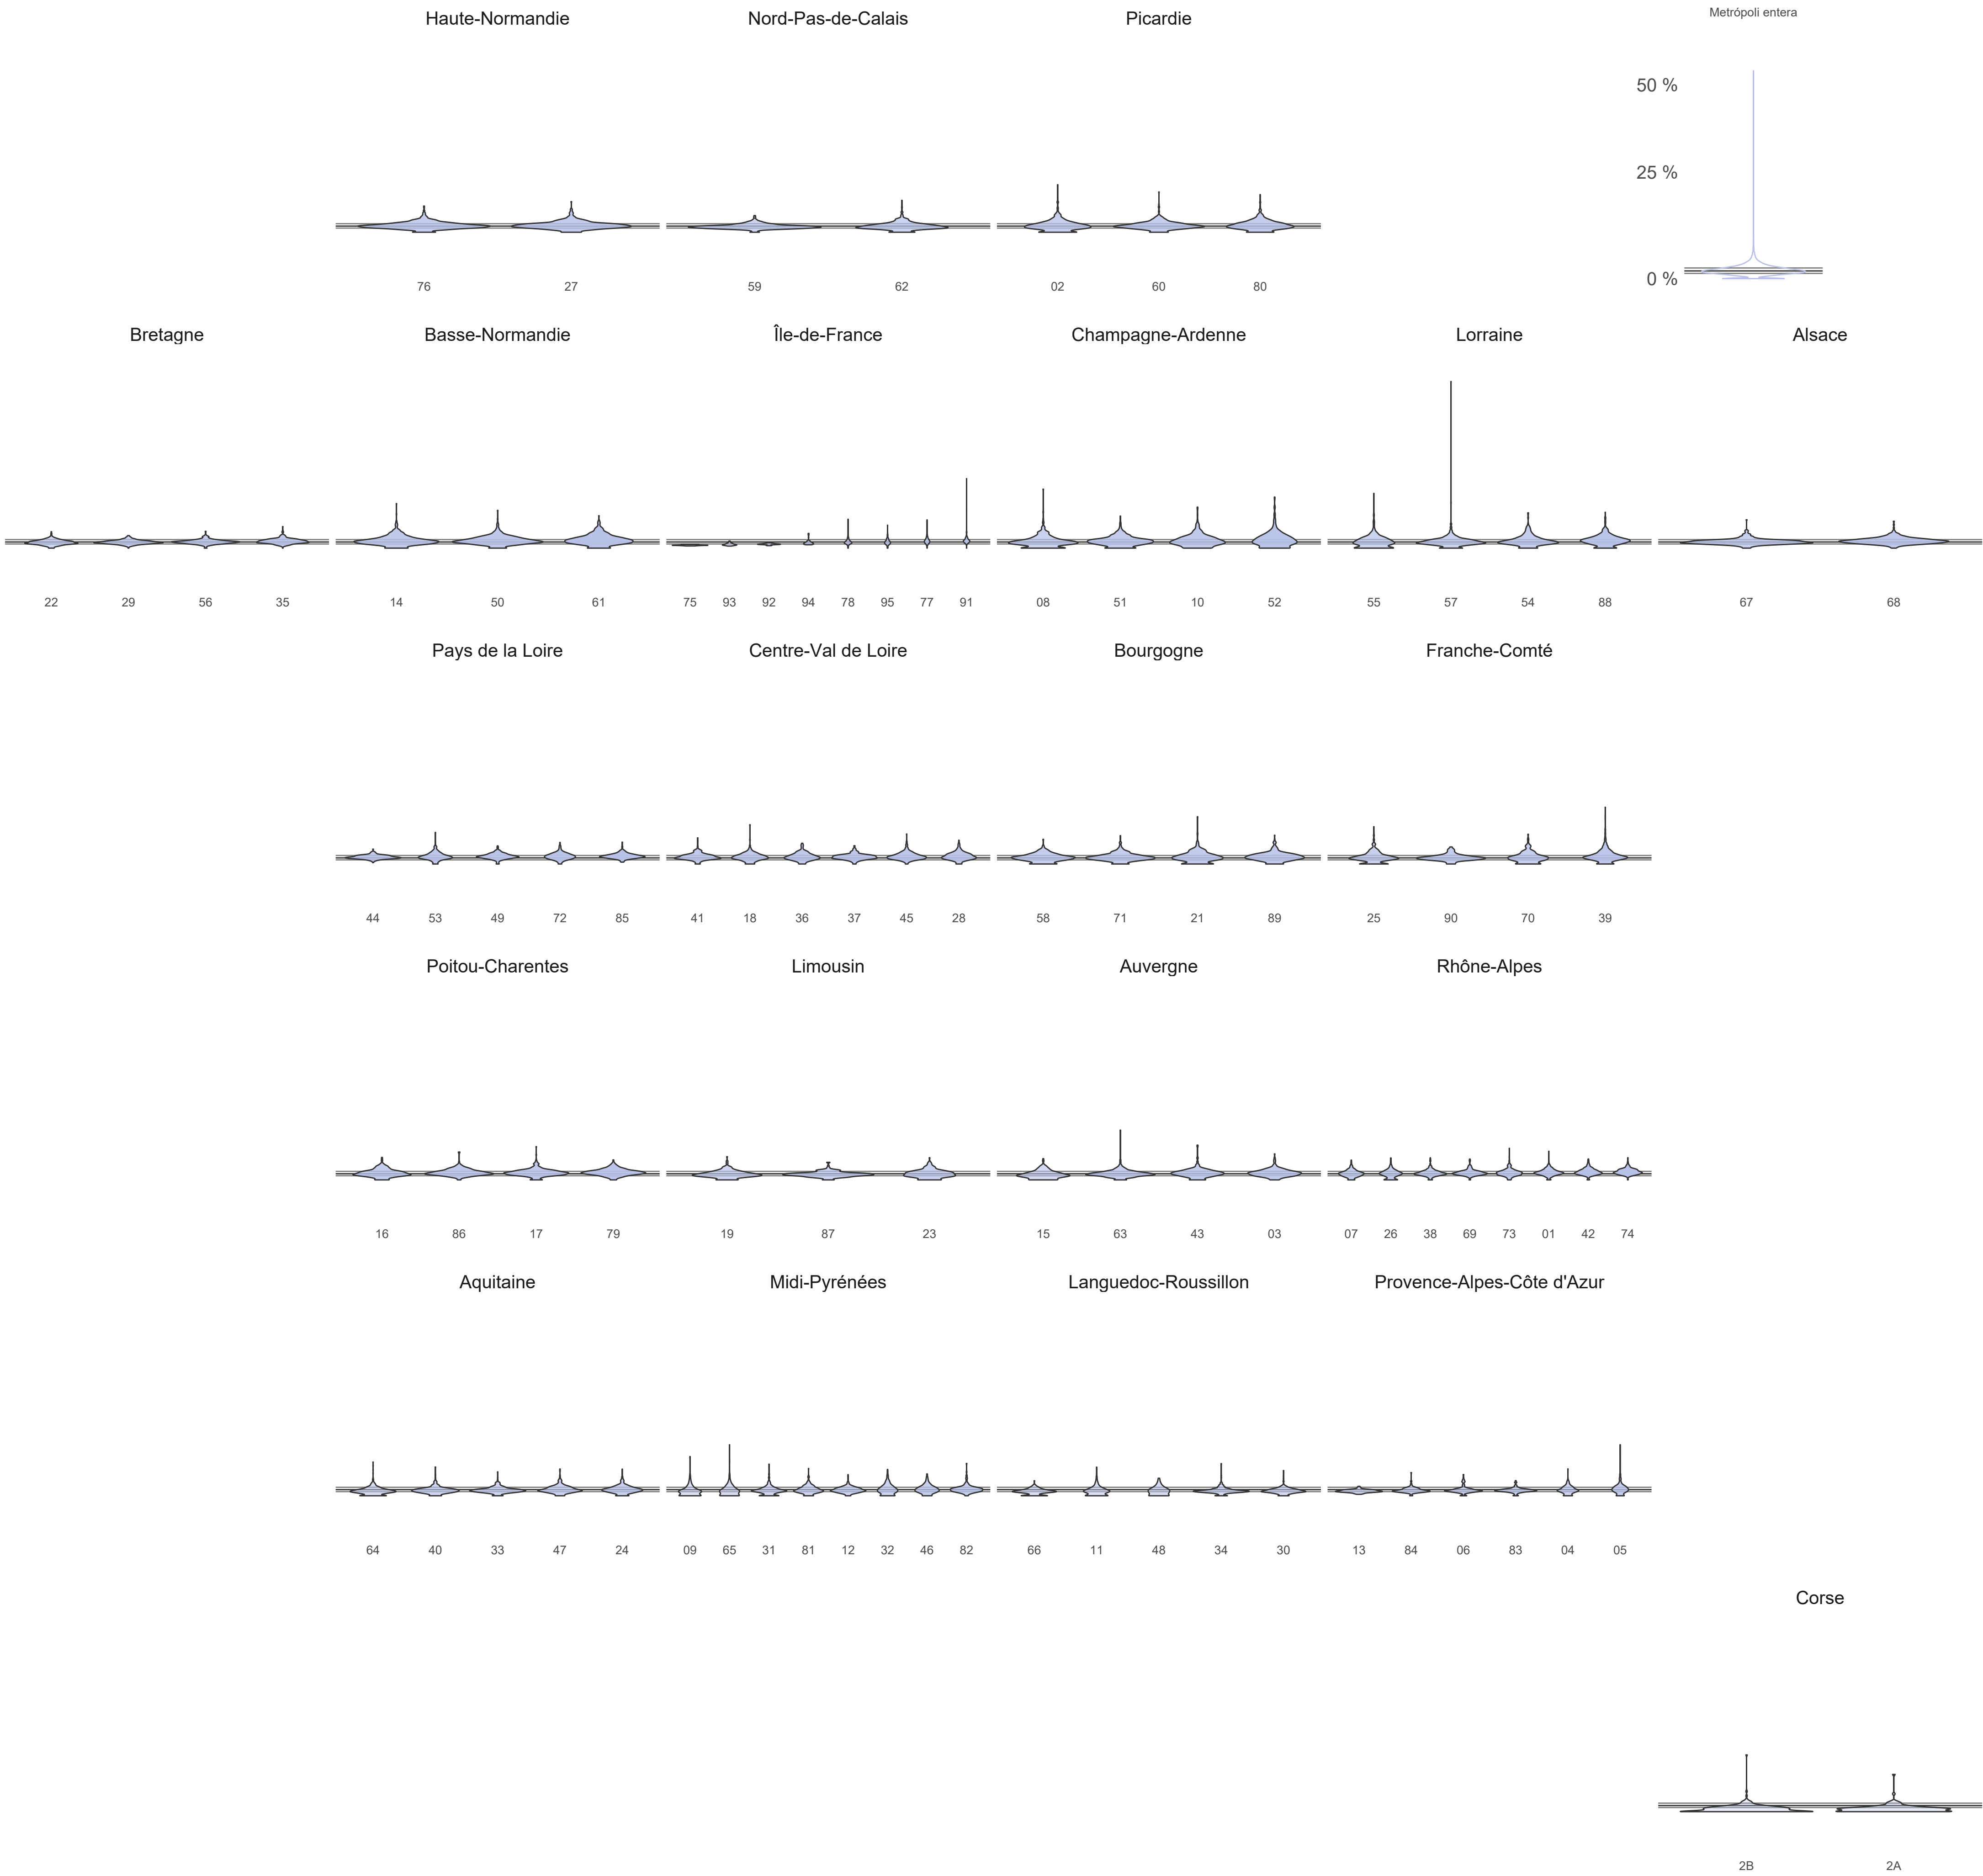 Haute-Normandie Nord-Pas-de-Calais Picardie Metrópoli entera
50 %
25 %
0 %
76 27 59 62 02 60 80
Bretagne Basse-Normandie Île-de-France Champagne-Ardenne Lorraine Alsace
22 29 56 35 14 50 61 75 93 92 94 78 95 77 91 08 51 10 52 55 57 54 88 67 68
Pays de la Loire Centre-Val de Loire Bourgogne Franche-Comté
44 53 49 72 85 41 18 36 37 45 28 58 71 21 89 25 90 70 39
Poitou-Charentes Limousin Auvergne Rhône-Alpes
16 86 17 79 19 87 23 15 63 43 03 07 26 38 69 73 01 42 74
Aquitaine Midi-Pyrénées Languedoc-Roussillon Provence-Alpes-Côte d'Azur
64 40 33 47 24 09 65 31 81 12 32 46 82 66 11 48 34 30 13 84 06 83 04 05
Corse
2B 2A